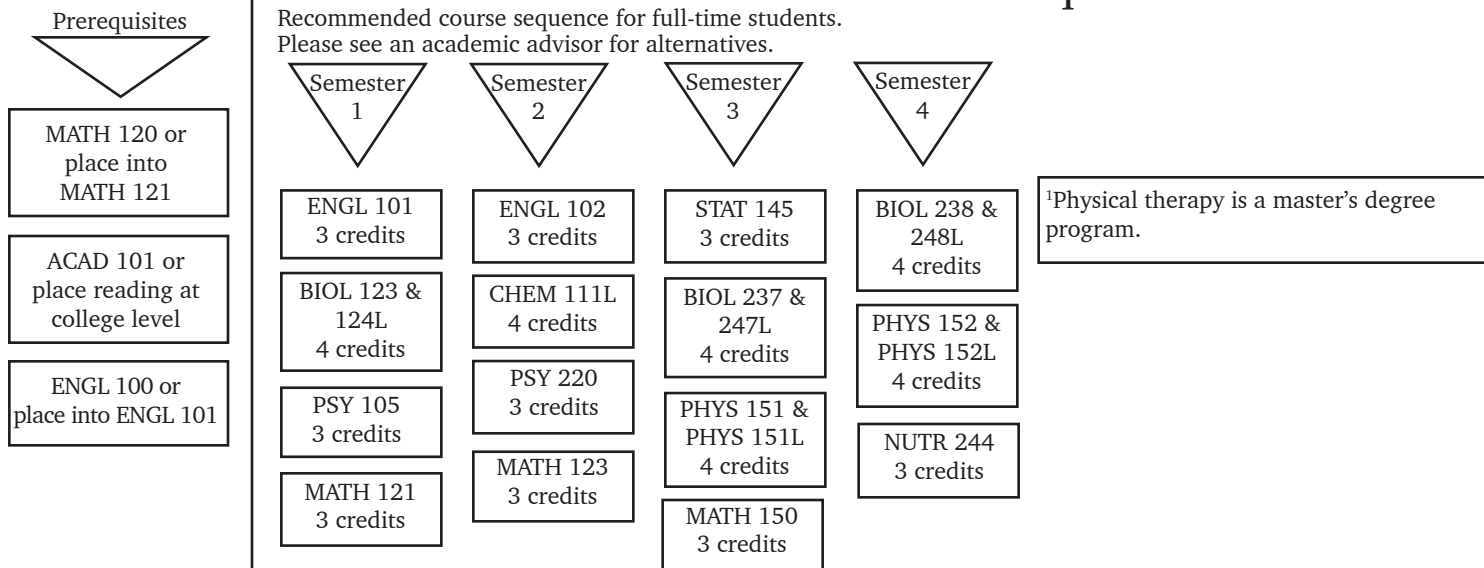 Prerequisites
MATH 120 or
place into
MATH 121
ACAD 101 or
place reading at
college level
ENGL 100 or
place into ENGL 101
Recommended course sequence for full-time students.
Please see an academic advisor for alternatives.
Semester
1
ENGL 101
3 credits
BIOL 123 &
124L
4 credits
PSY 105
3 credits
MATH 121
3 credits
Semester
2
ENGL 102
3 credits
CHEM 111L
4 credits
PSY 220
3 credits
MATH 123
3 credits
Semester
3
STAT 145
3 credits
BIOL 237 &
247L
4 credits
PHYS 151 &
PHYS 151L
4 credits
MATH 150
3 credits
Semester
4
BIOL 238 &
248L
4 credits
PHYS 152 &
PHYS 152L
4 credits
NUTR 244
3 credits
¹Physical therapy is a master’s degree
program.